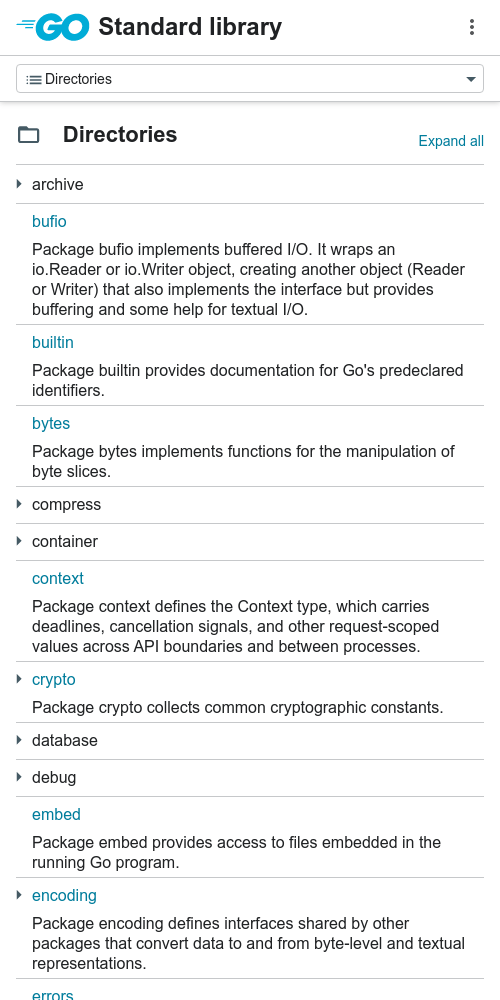 GO Standard library
Directories
Directories
Expand all
archive
bufio
Package bufio implements buffered I/O. It wraps an
io.Reader or io.Writer object, creating another object (Reader
or Writer) that also implements the interface but provides
buffering and some help for textual I/O.
builtin
Package builtin provides documentation for Go's predeclared
identifiers.
bytes
Package bytes implements functions for the manipulation of
byte slices.
compress
container
context
Package context defines the Context type, which carries
deadlines, cancellation signals, and other request-scoped
values across API boundaries and between processes.
crypto
Package crypto collects common cryptographic constants.
database
debug
embed
Package embed provides access to files embedded in the
running Go program.
encoding
Package encoding defines interfaces shared by other
packages that convert data to and from byte-level and textual
representations.
errors